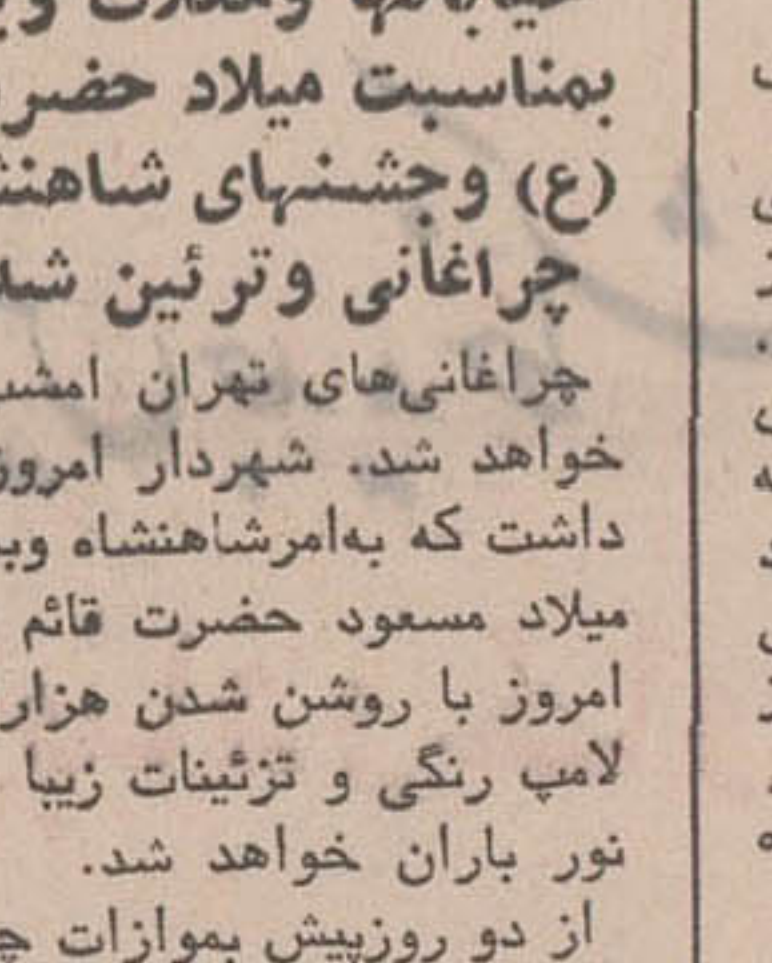 بمناسبت میلاد حضر
(ع) وجشنهای شاهنش
چراغانی وترئین شد
چراغانی‌های تهران امشب
خواهد شد. شهردار امروز
داشت که به‌امرشاهنشاه وبم
میلاد مسعود حضرت قائم
امروز با روشن شدن هزار
لامپ رنگی و تزئینات زیبا
نور باران خواهد شد.
از دو روزپیش بموازات چ